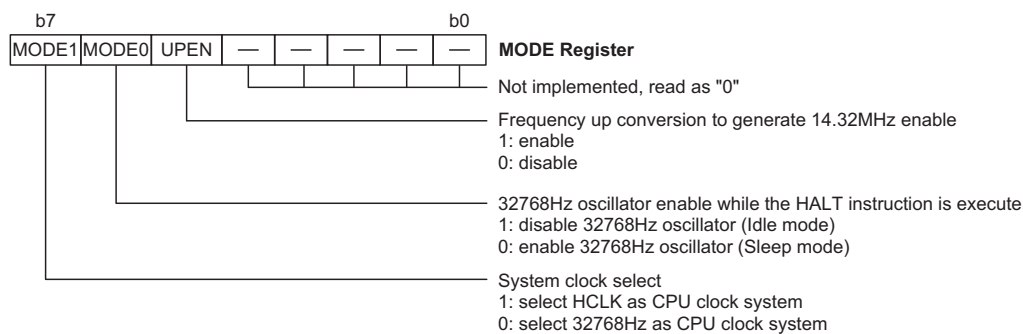 b7 b0
MODE1 MODE0 UPEN — — — — — MODE Register
Not implemented, read as "0"
Frequency up conversion to generate 14.32MHz enable
1: enable
0: disable
32768Hz oscillator enable while the HALT instruction is execute
1: disable 32768Hz oscillator (Idle mode)
0: enable 32768Hz oscillator (Sleep mode)
System clock select
1: select HCLK as CPU clock system
0: select 32768Hz as CPU clock system